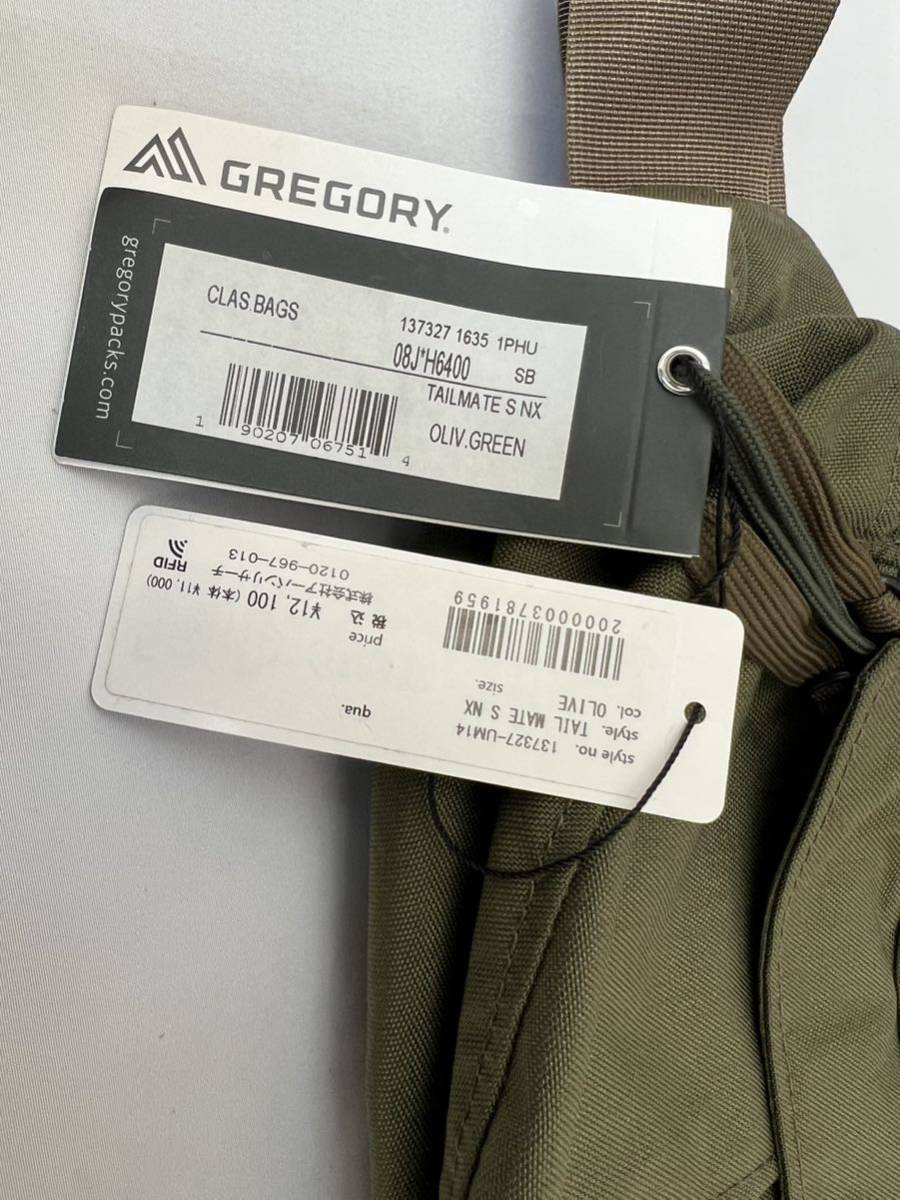 GREGORY
gregorypacks.com
CLAS.BAGS
137327 1635 1PHU
08J*H6400 SB
TAILMATE S NX
OLIV.GREEN
1 90207 06751 4
style no. 137327-UM14
style. TAIL MATE S NX
col. OLIVE
size.
qua.
2000003781959
price
税込 ¥12,100 (本体 ¥11,000)
株式会社アーバンリサーチ
0120-967-013
RFID